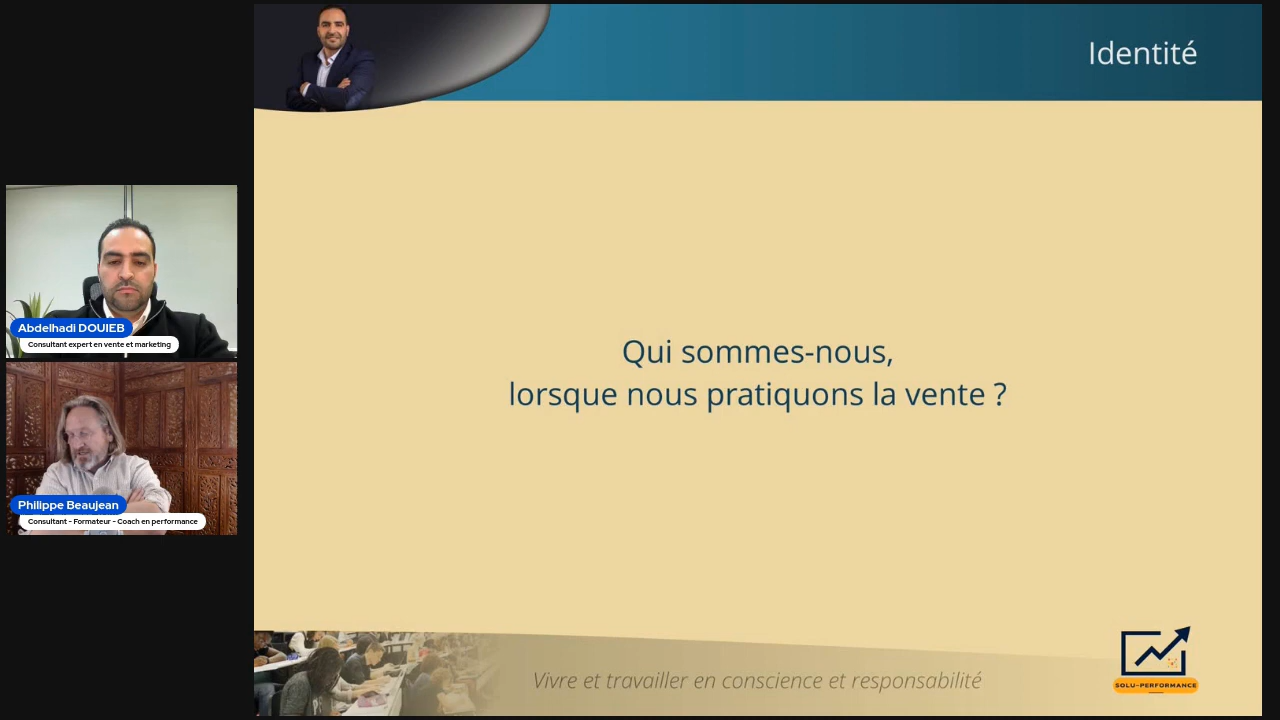 Identité
Abdelhadi DOUIEB
Consultant expert en vente et marketing
Philippe Beaujean
Consultant - Formateur - Coach en performance
Qui sommes-nous,
lorsque nous pratiquons la vente ?
Vivre et travailler en conscience et responsabilité
SOLU-PERFORMANCE